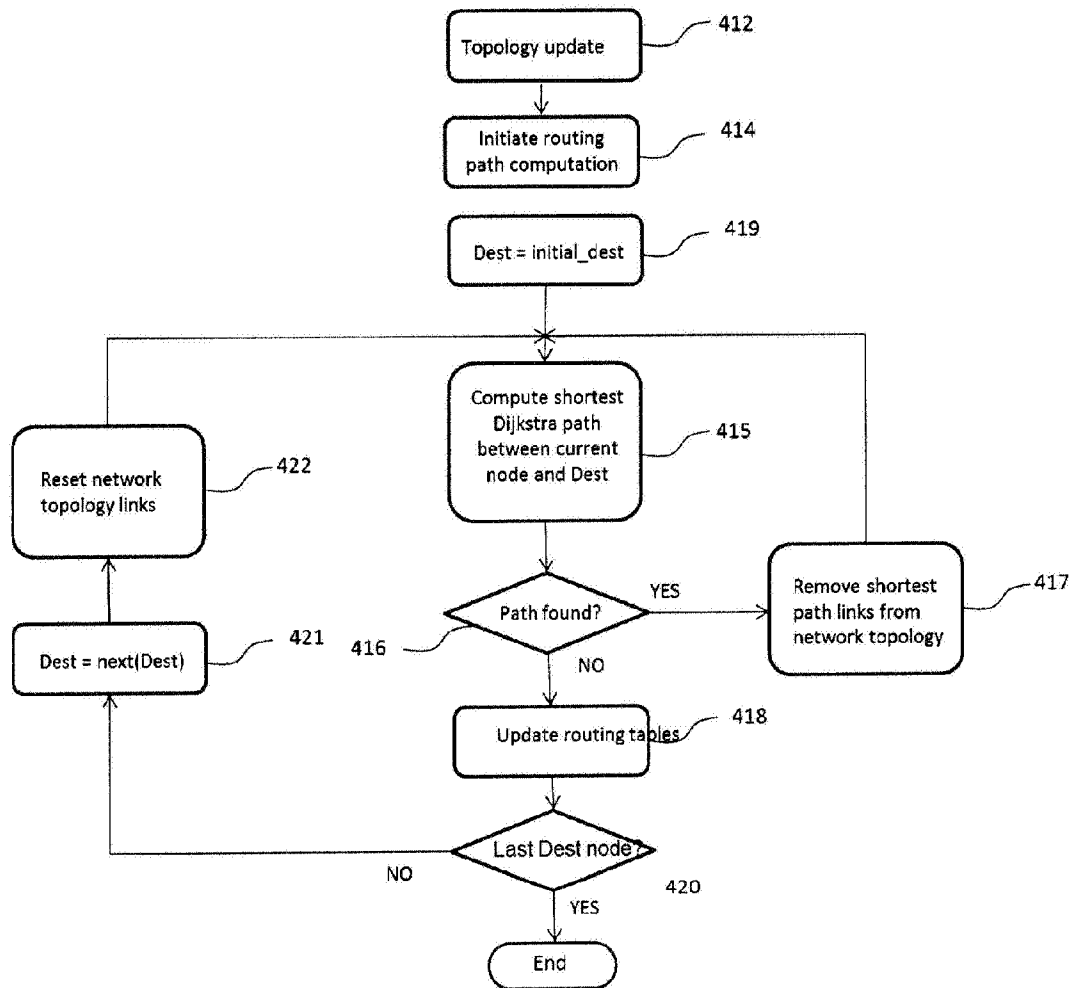 Topology update
412
Initiate routing
path computation
414
Dest = initial_dest
419
Compute shortest
Dijkstra path
between current
node and Dest
415
Reset network
topology links
422
Path found?
416
YES
NO
Remove shortest
path links from
network topology
417
Dest = next(Dest)
421
Update routing tables
418
Last Dest node?
420
NO
YES
End